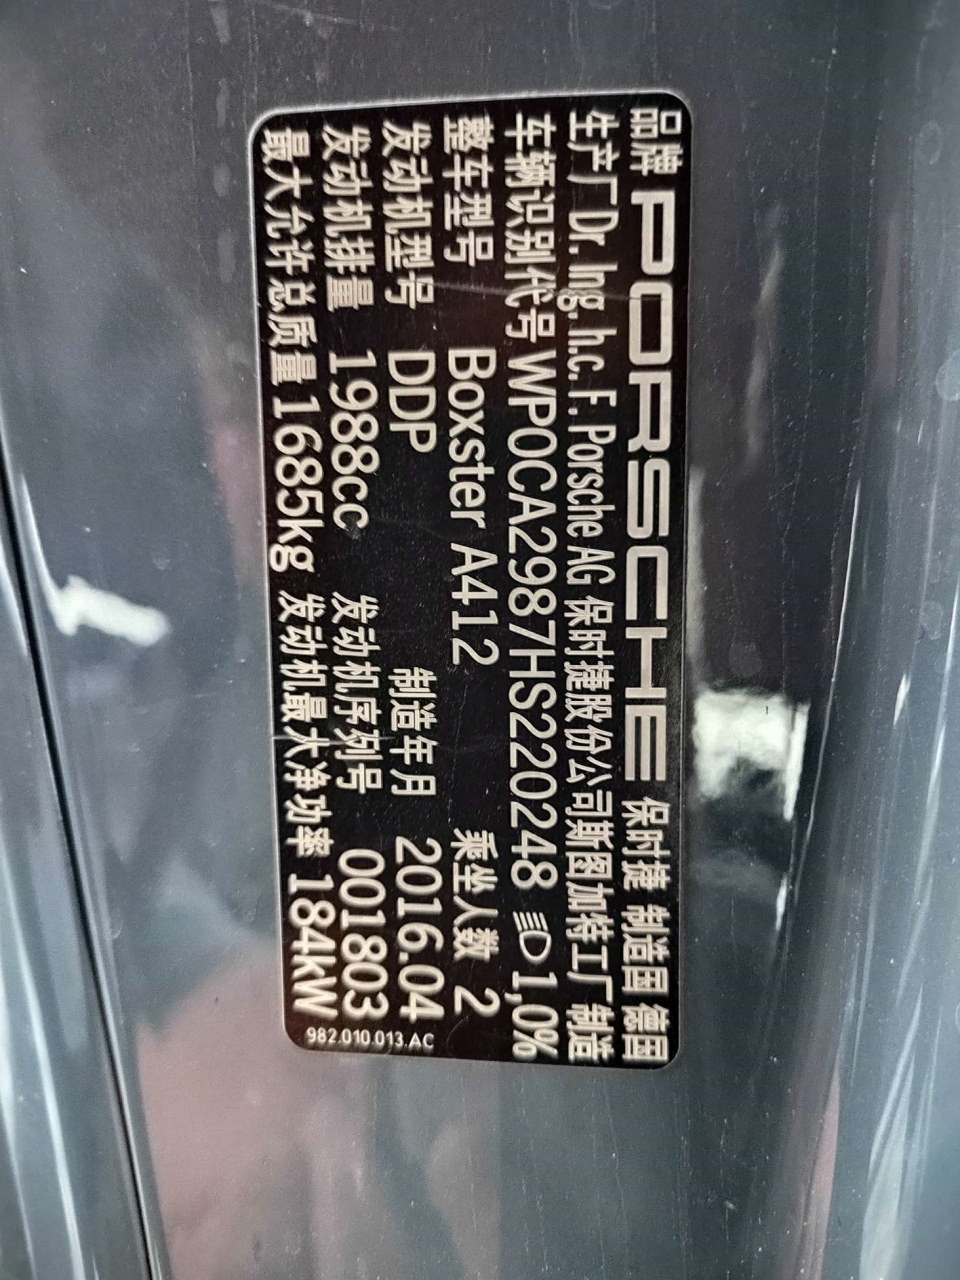 品牌 PORSCHE 保时捷 制造国 德国
生产厂Dr. Ing. h.c. F. Porsche AG 保时捷股份公司斯图加特工厂制造
车辆识别代号 WP0CA2987HS220248 1,0%
整车型号 Boxster A412 乘坐人数 2
发动机型号 DDP 制造年月 2016.04
发动机排量 1988cc 发动机序列号 001803
最大允许总质量 1685kg 发动机最大净功率 184kW
982.010.013.AC